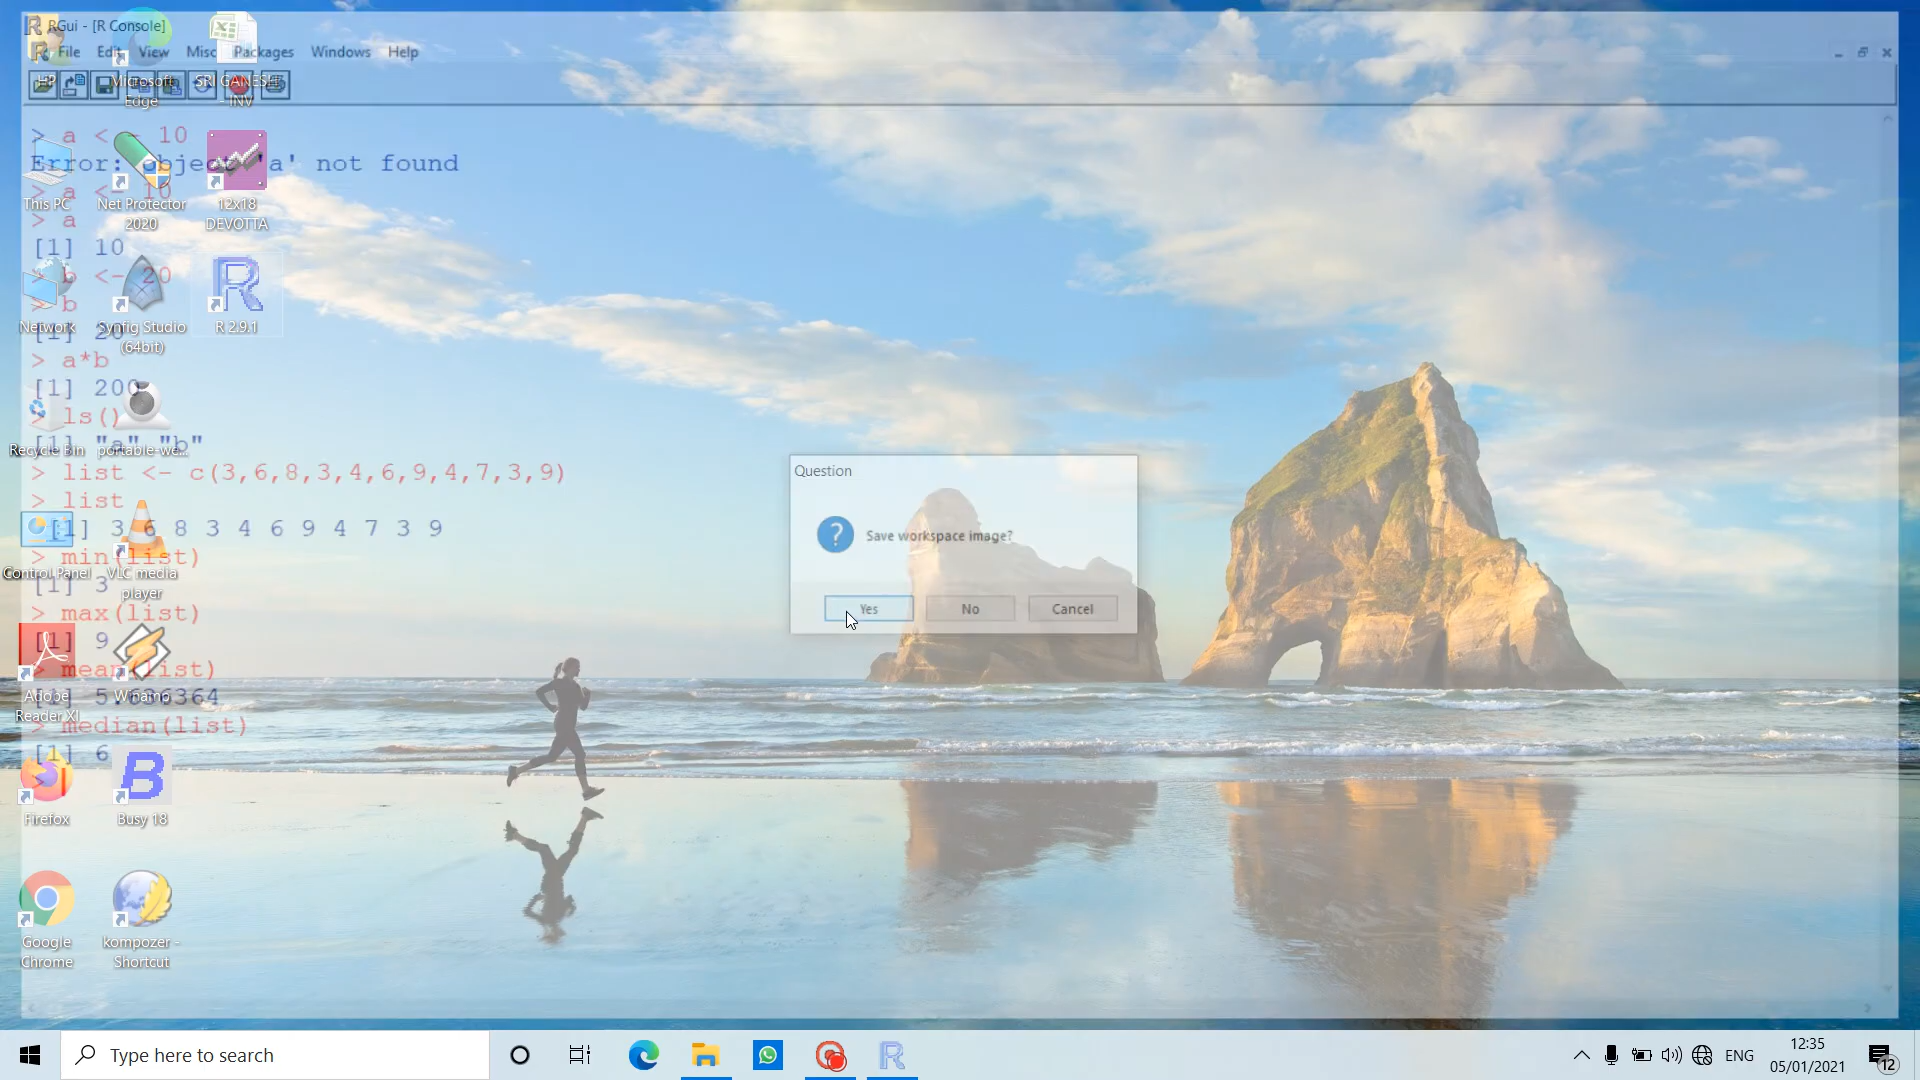 RGui - [R Console]
File Edit View Misc Packages Windows Help
HP
Microsoft Edge
SRI GANESH - INV
> a < - 10
Error: object 'a' not found
> a <- 10
> a
[1] 10
> b <- 20
> b
[1] 20
> a*b
[1] 200
> ls()
[1] "a" "b"
> list <- c(3,6,8,3,4,6,9,4,7,3,9)
> list
[1] 3 6 8 3 4 6 9 4 7 3 9
> min(list)
[1] 3
> max(list)
[1] 9
> mean(list)
[1] 5.636364
> median(list)
[1] 6
>
This PC
Net Protector 2020
12x18 DEVOTTA
Network
Synfig Studio (64bit)
R 2.9.1
Recycle Bin
portable-we...
Control Panel
VLC media player
Adobe Reader XI
Winamp
Firefox
Busy 18
Google Chrome
kompozer - Shortcut
Question
Save workspace image?
Yes No Cancel
Type here to search
ENG
12:35
05/01/2021
12